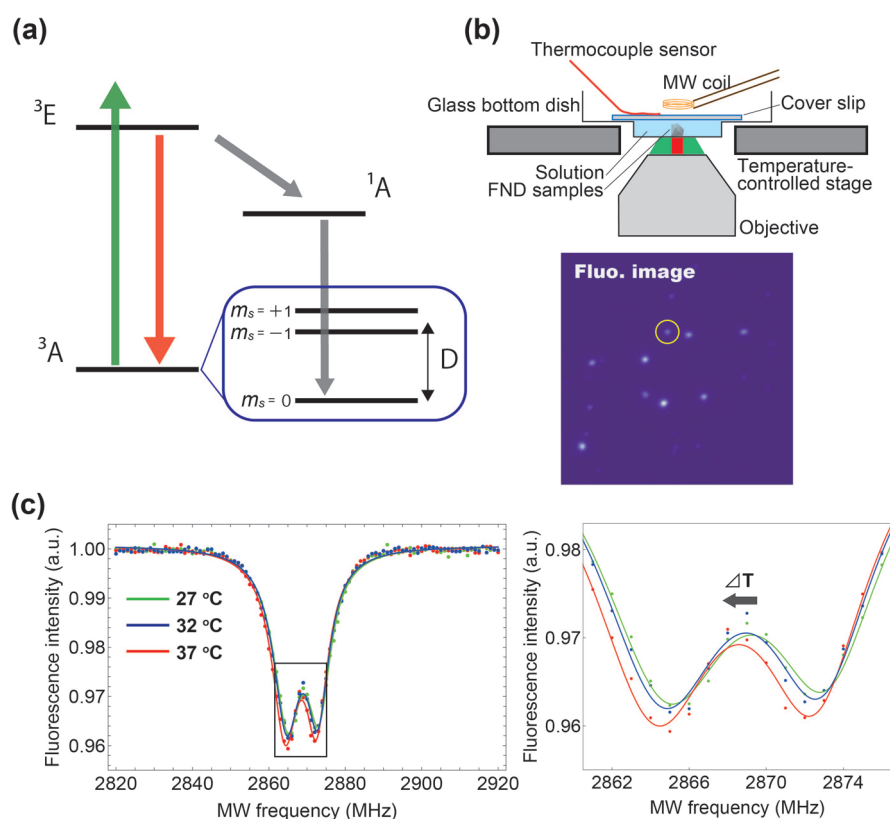 (a)
³E
¹A
³A
mₛ = +1
mₛ = −1
D
mₛ = 0
(b)
Thermocouple sensor
MW coil
Glass bottom dish
Cover slip
Solution
FND samples
Temperature-
controlled stage
Objective
Fluo. image
(c)
Fluorescence intensity (a.u.)
1.00
0.99
0.98
0.97
0.96
27 °C
32 °C
37 °C
2820 2840 2860 2880 2900 2920
MW frequency (MHz)
Fluorescence intensity (a.u.)
0.98
0.97
0.96
⊿T
2862 2866 2870 2874
MW frequency (MHz)